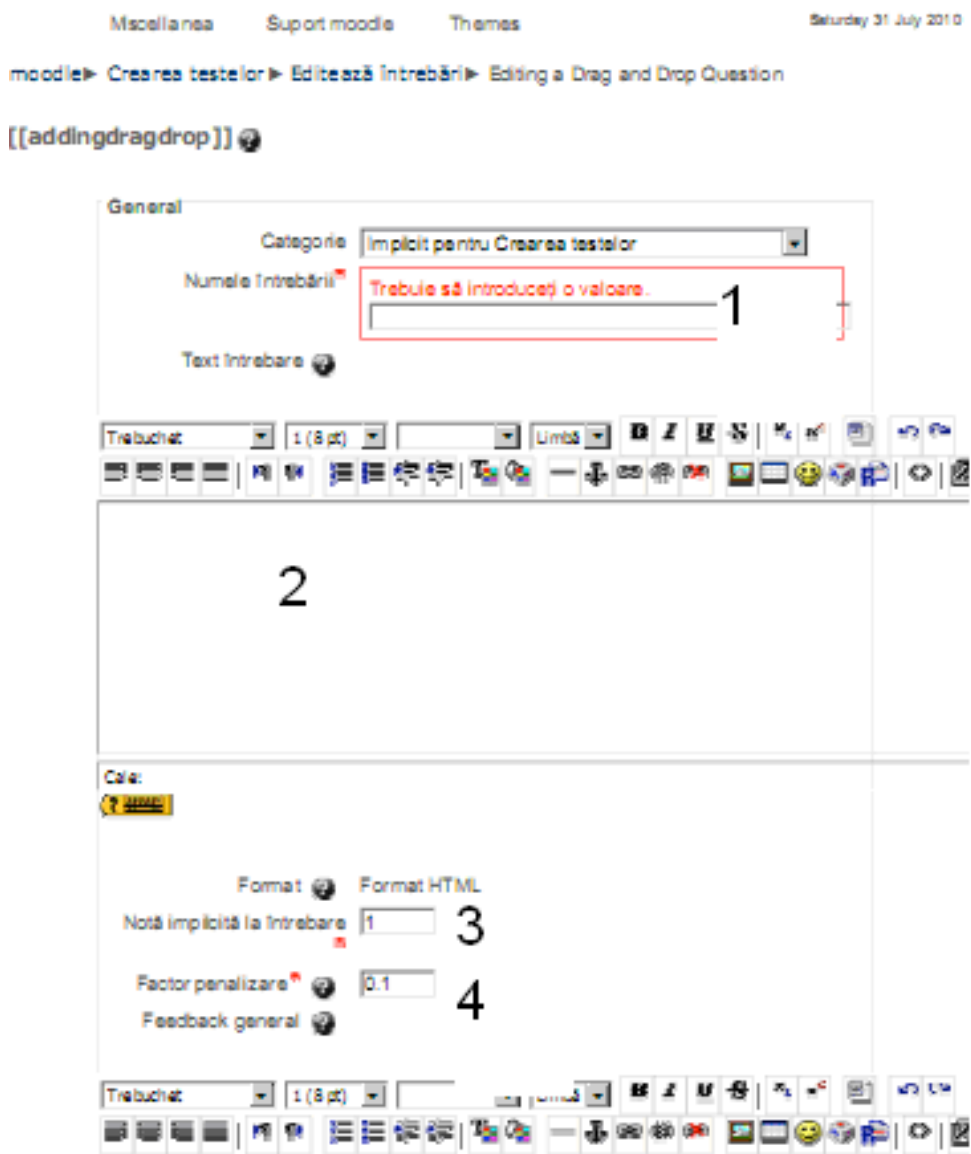 Miscellanea Suport moodle Themes Saturday 31 July 2010
moodle► Crearea testelor► Editează întrebări► Editing a Drag and Drop Question
[[addingdragdrop]]
General
Categorie Implicit pentru Crearea testelor
Numele întrebării*
Trebuie să introduceți o valoare.
1
Text întrebare
Trebuchet 1 (8 pt) Limbă B I U S
2
Cale:
Format Format HTML
Notă implicită la întrebare 1 3
Factor penalizare* 0.1 4
Feedback general
Trebuchet 1 (8 pt) B I U S